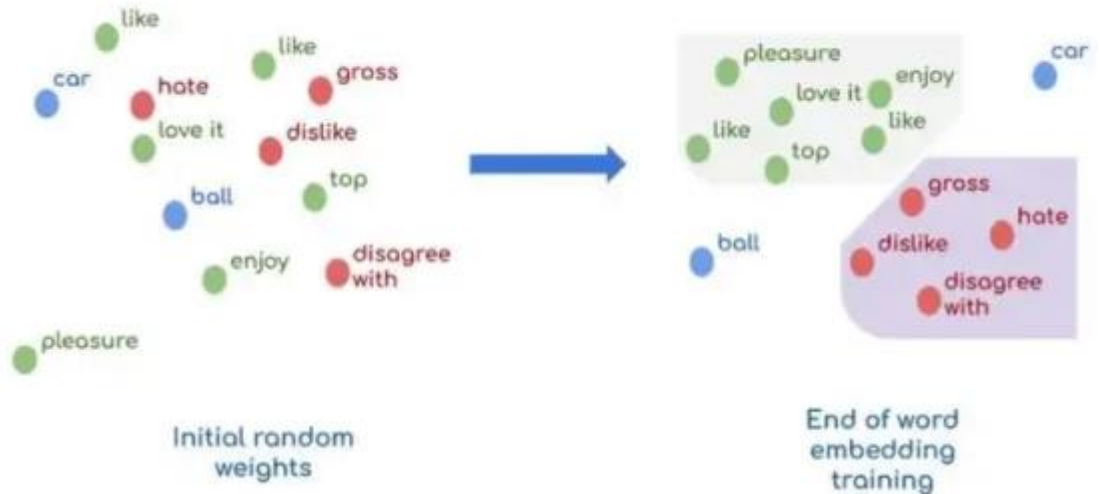 like
car
hate
love it
like
gross
dislike
top
ball
enjoy
disagree
with
pleasure
Initial random
weights
pleasure
enjoy
love it
like
like
top
car
gross
hate
ball
dislike
disagree
with
End of word
embedding
training